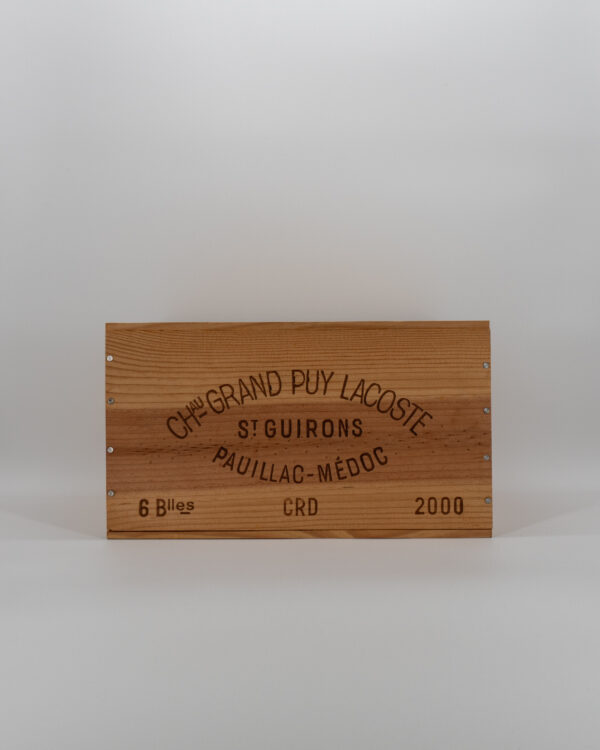 CHAU GRAND PUY LACOSTE
ST GUIRONS
PAUILLAC-MÉDOC
6 Blles CRD 2000